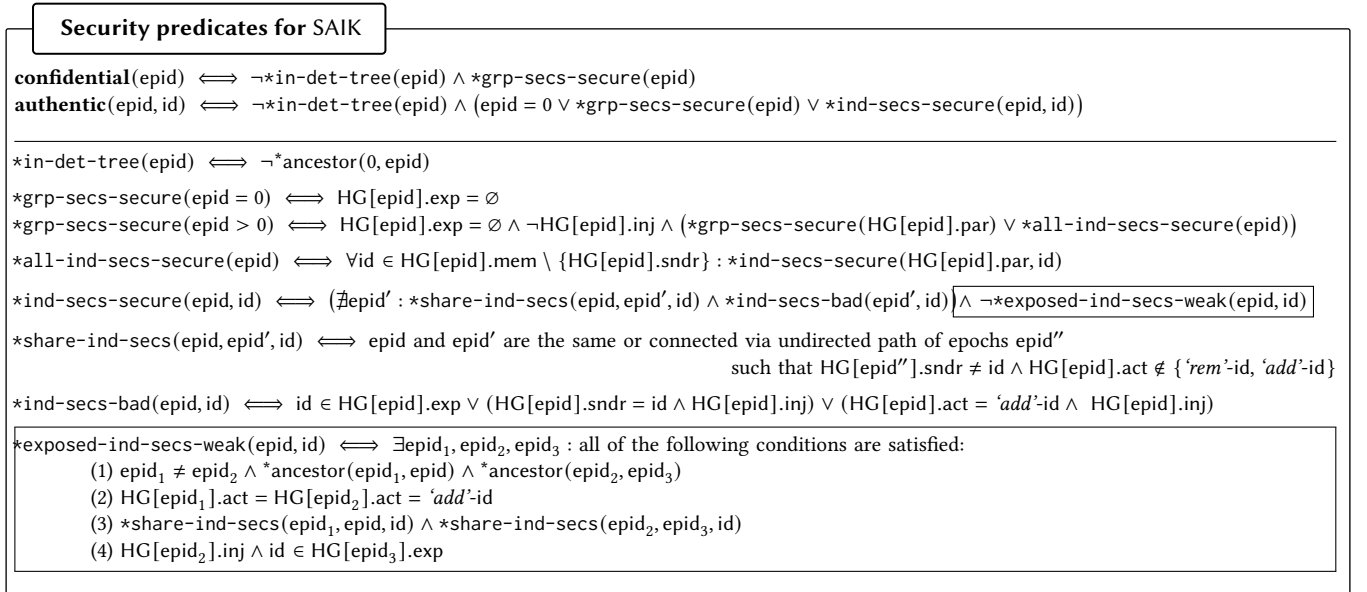 Security predicates for SAIK
confidential(epid) ⟺ ¬*in-det-tree(epid) ∧ *grp-secs-secure(epid)
authentic(epid, id) ⟺ ¬*in-det-tree(epid) ∧ (epid = 0 ∨ *grp-secs-secure(epid) ∨ *ind-secs-secure(epid, id))
*in-det-tree(epid) ⟺ ¬*ancestor(0, epid)
*grp-secs-secure(epid = 0) ⟺ HG[epid].exp = ∅
*grp-secs-secure(epid > 0) ⟺ HG[epid].exp = ∅ ∧ ¬HG[epid].inj ∧ (*grp-secs-secure(HG[epid].par) ∨ *all-ind-secs-secure(epid))
*all-ind-secs-secure(epid) ⟺ ∀id ∈ HG[epid].mem \ {HG[epid].sndr} : *ind-secs-secure(HG[epid].par, id)
*ind-secs-secure(epid, id) ⟺ (∄epid′ : *share-ind-secs(epid, epid′, id) ∧ *ind-secs-bad(epid′, id)) ∧ ¬*exposed-ind-secs-weak(epid, id)
*share-ind-secs(epid, epid′, id) ⟺ epid and epid′ are the same or connected via undirected path of epochs epid″
such that HG[epid″].sndr ≠ id ∧ HG[epid].act ∉ {‘rem’-id, ‘add’-id}
*ind-secs-bad(epid, id) ⟺ id ∈ HG[epid].exp ∨ (HG[epid].sndr = id ∧ HG[epid].inj) ∨ (HG[epid].act = ‘add’-id ∧ HG[epid].inj)
*exposed-ind-secs-weak(epid, id) ⟺ ∃epid₁, epid₂, epid₃ : all of the following conditions are satisfied:
(1) epid₁ ≠ epid₂ ∧ *ancestor(epid₁, epid) ∧ *ancestor(epid₂, epid₃)
(2) HG[epid₁].act = HG[epid₂].act = ‘add’-id
(3) *share-ind-secs(epid₁, epid, id) ∧ *share-ind-secs(epid₂, epid₃, id)
(4) HG[epid₂].inj ∧ id ∈ HG[epid₃].exp